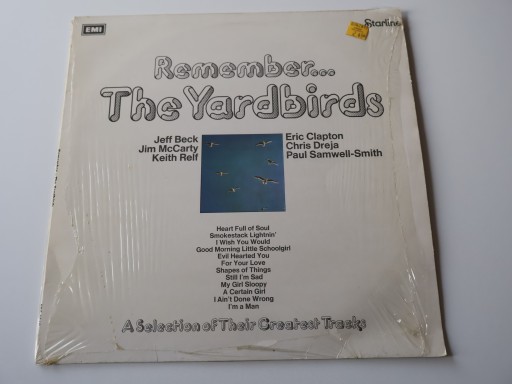 EMI
Starline
Remember...
The Yardbirds
Jeff Beck
Jim McCarty
Keith Relf
Eric Clapton
Chris Dreja
Paul Samwell-Smith
Heart Full of Soul
Smokestack Lightnin'
I Wish You Would
Good Morning Little Schoolgirl
Evil Hearted You
For Your Love
Shapes of Things
Still I'm Sad
My Girl Sloopy
A Certain Girl
I Ain't Done Wrong
I'm a Man
A Selection of Their Greatest Tracks